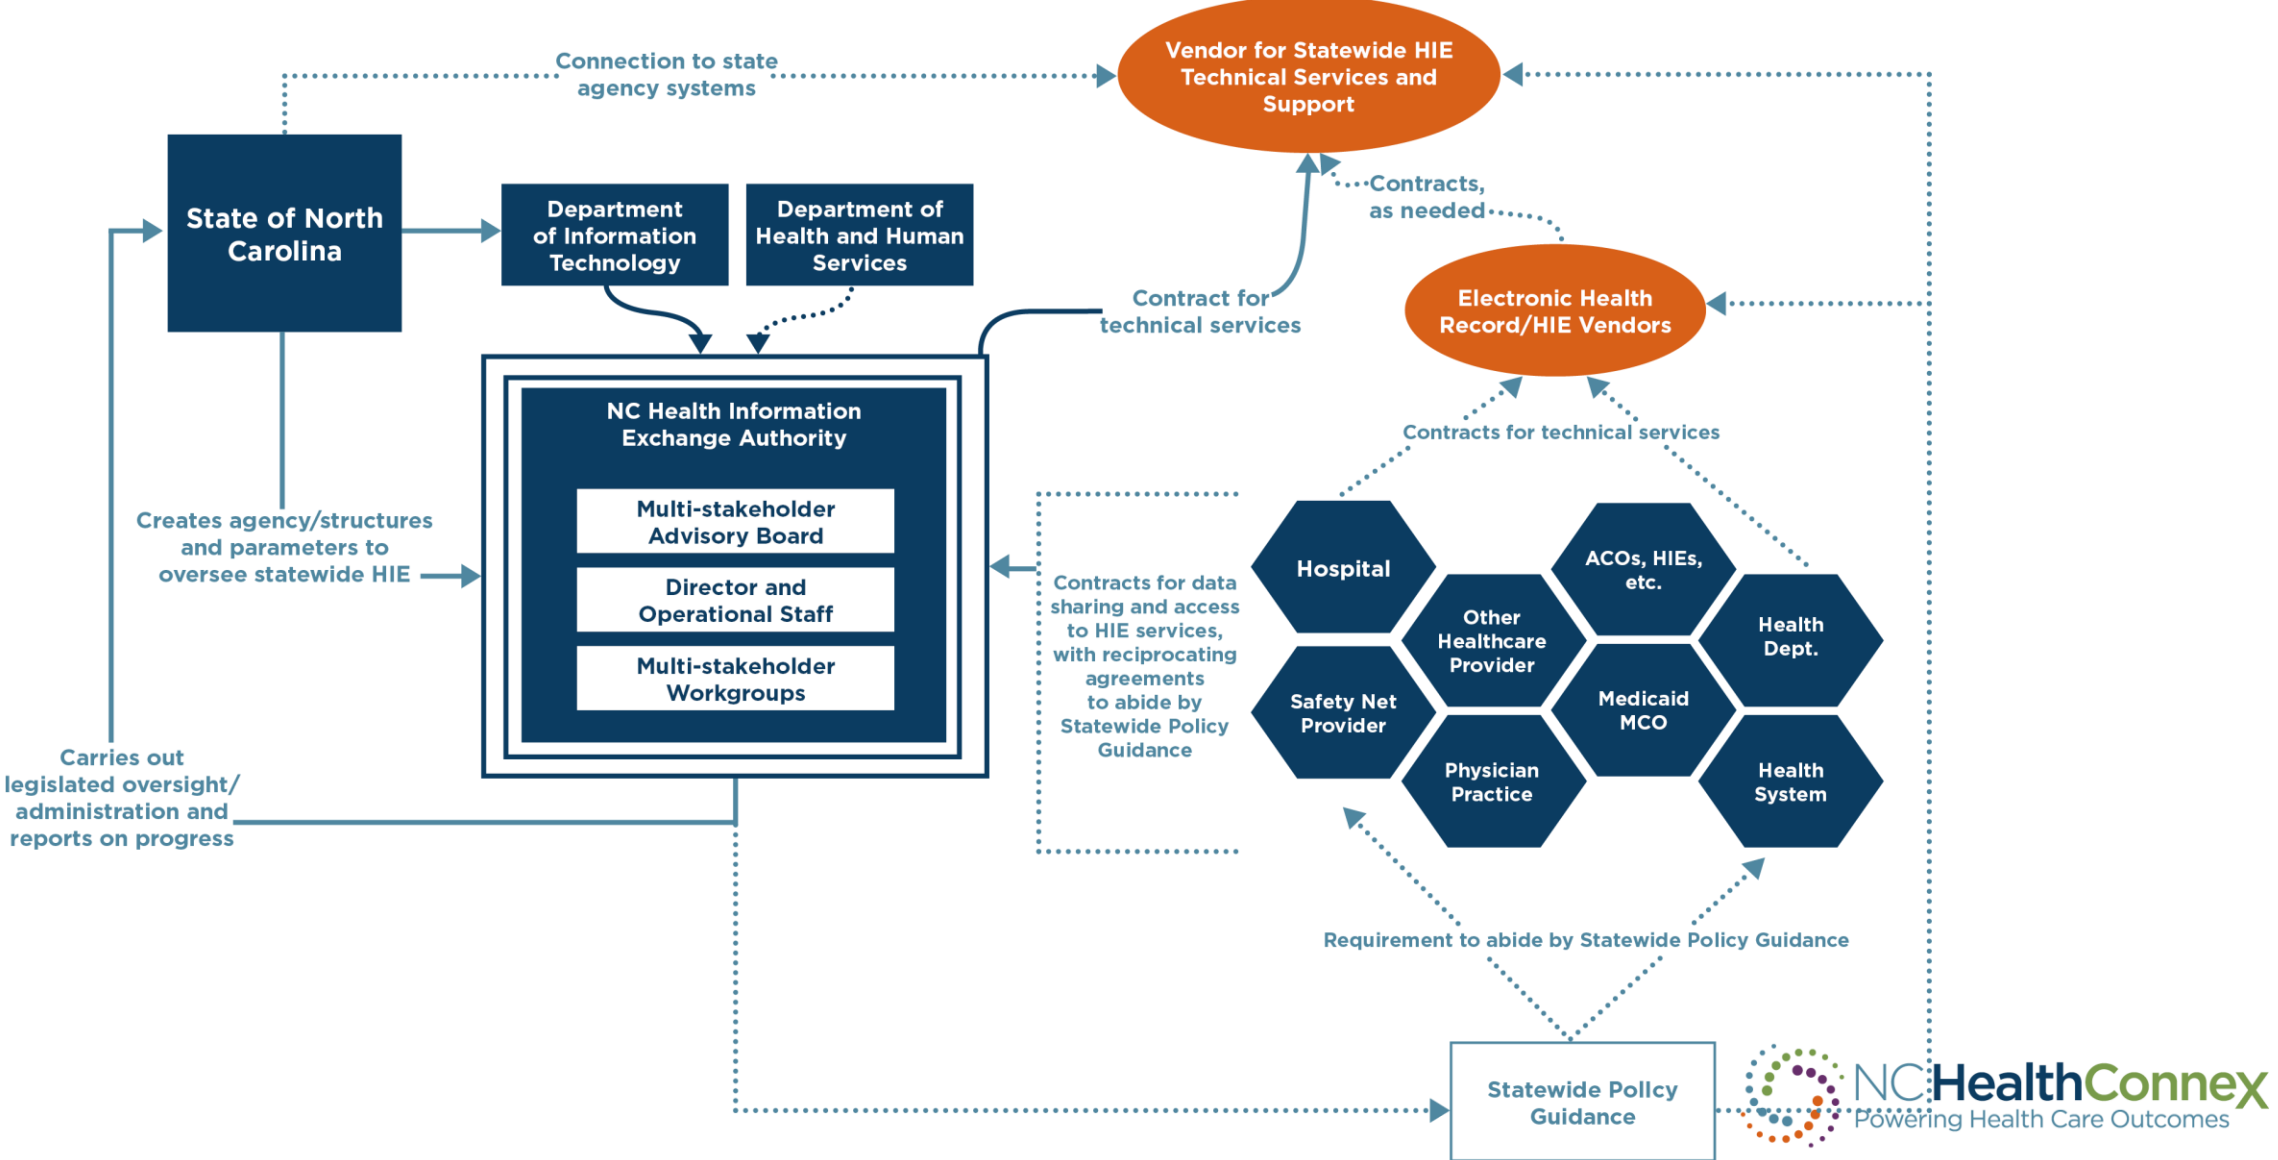 Connection to state
agency systems
Vendor for Statewide HIE
Technical Services and
Support
State of North
Carolina
Department
of Information
Technology
Department of
Health and Human
Services
Contracts,
as needed
Contract for
technical services
Electronic Health
Record/HIE Vendors
NC Health Information
Exchange Authority
Multi-stakeholder
Advisory Board
Director and
Operational Staff
Multi-stakeholder
Workgroups
Creates agency/structures
and parameters to
oversee statewide HIE
Carries out
legislated oversight/
administration and
reports on progress
Contracts for technical services
Contracts for data
sharing and access
to HIE services,
with reciprocating
agreements
to abide by
Statewide Policy
Guidance
Hospital
ACOs, HIEs,
etc.
Other
Healthcare
Provider
Health
Dept.
Safety Net
Provider
Medicaid
MCO
Physician
Practice
Health
System
Requirement to abide by Statewide Policy Guidance
Statewide Pollcy
Guidance
NC HealthConnex
Powering Health Care Outcomes